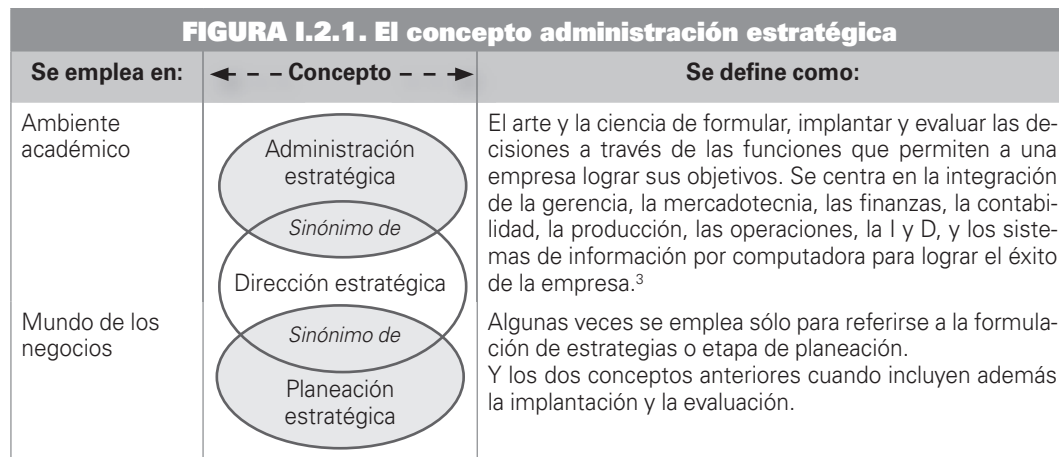 FIGURA I.2.1. El concepto administración estratégica
Se emplea en:
Concepto
Se define como:
Ambiente
académico
Administración
estratégica
Sinónimo de
Dirección estratégica
El arte y la ciencia de formular, implantar y evaluar las de-
cisiones a través de las funciones que permiten a una
empresa lograr sus objetivos. Se centra en la integración
de la gerencia, la mercadotecnia, las finanzas, la contabi-
lidad, la producción, las operaciones, la I y D, y los siste-
mas de información por computadora para lograr el éxito
de la empresa.3
Mundo de los
negocios
Sinónimo de
Planeación
estratégica
Algunas veces se emplea sólo para referirse a la formula-
ción de estrategias o etapa de planeación.
Y los dos conceptos anteriores cuando incluyen además
la implantación y la evaluación.